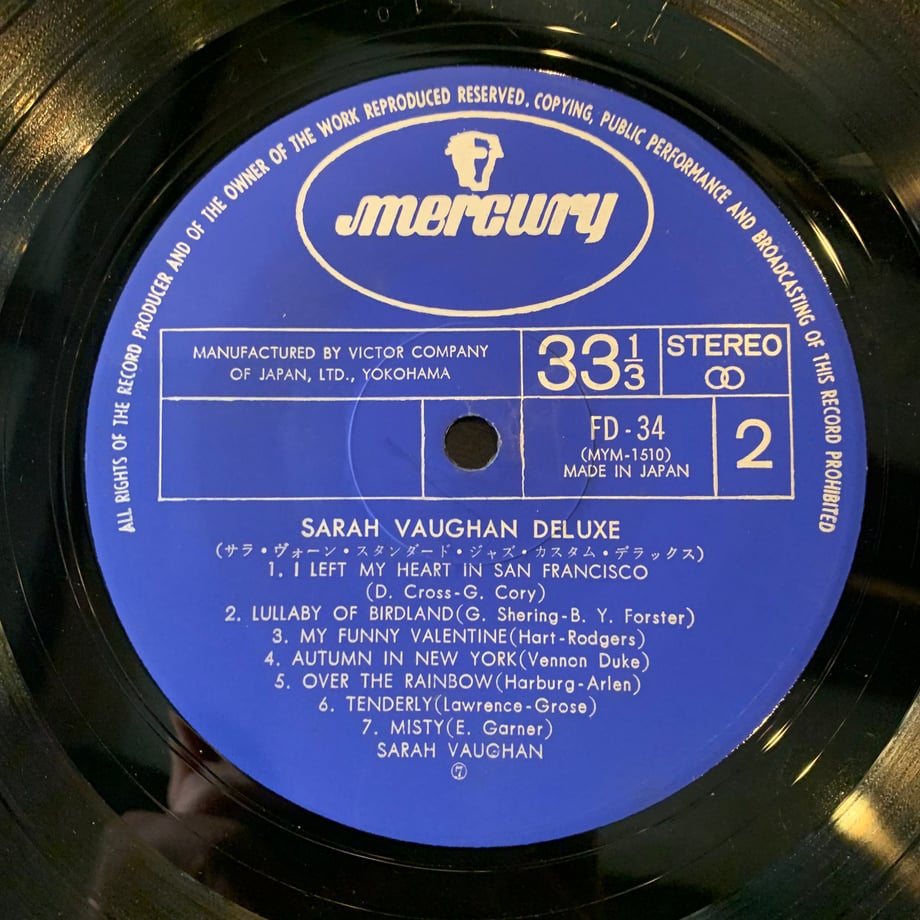 ALL RIGHTS OF THE RECORD PRODUCER AND OF THE OWNER OF THE WORK REPRODUCED RESERVED. COPYING, PUBLIC PERFORMANCE AND BROADCASTING OF THIS RECORD PROHIBITED
mercury
MANUFACTURED BY VICTOR COMPANY
OF JAPAN, LTD., YOKOHAMA
33 1/3
STEREO
FD-34
(MYM-1510)
MADE IN JAPAN
2
SARAH VAUGHAN DELUXE
(サラ・ヴォーン・スタンダード・ジャズ・カスタム・デラックス)
1. I LEFT MY HEART IN SAN FRANCISCO
(D. Cross-G. Cory)
2. LULLABY OF BIRDLAND(G. Shering-B. Y. Forster)
3. MY FUNNY VALENTINE(Hart-Rodgers)
4. AUTUMN IN NEW YORK(Vennon Duke)
5. OVER THE RAINBOW(Harburg-Arlen)
6. TENDERLY(Lawrence-Grose)
7. MISTY(E. Garner)
SARAH VAUGHAN
⑦